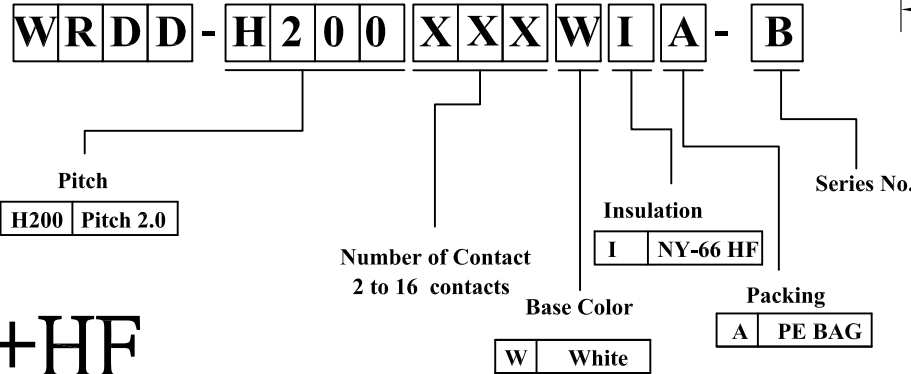 WRDD-H200XXXWIA-B
Pitch
H200 Pitch 2.0
Series No.
Insulation
I NY-66 HF
Number of Contact
2 to 16 contacts
Base Color
W White
Packing
A PE BAG
+HF